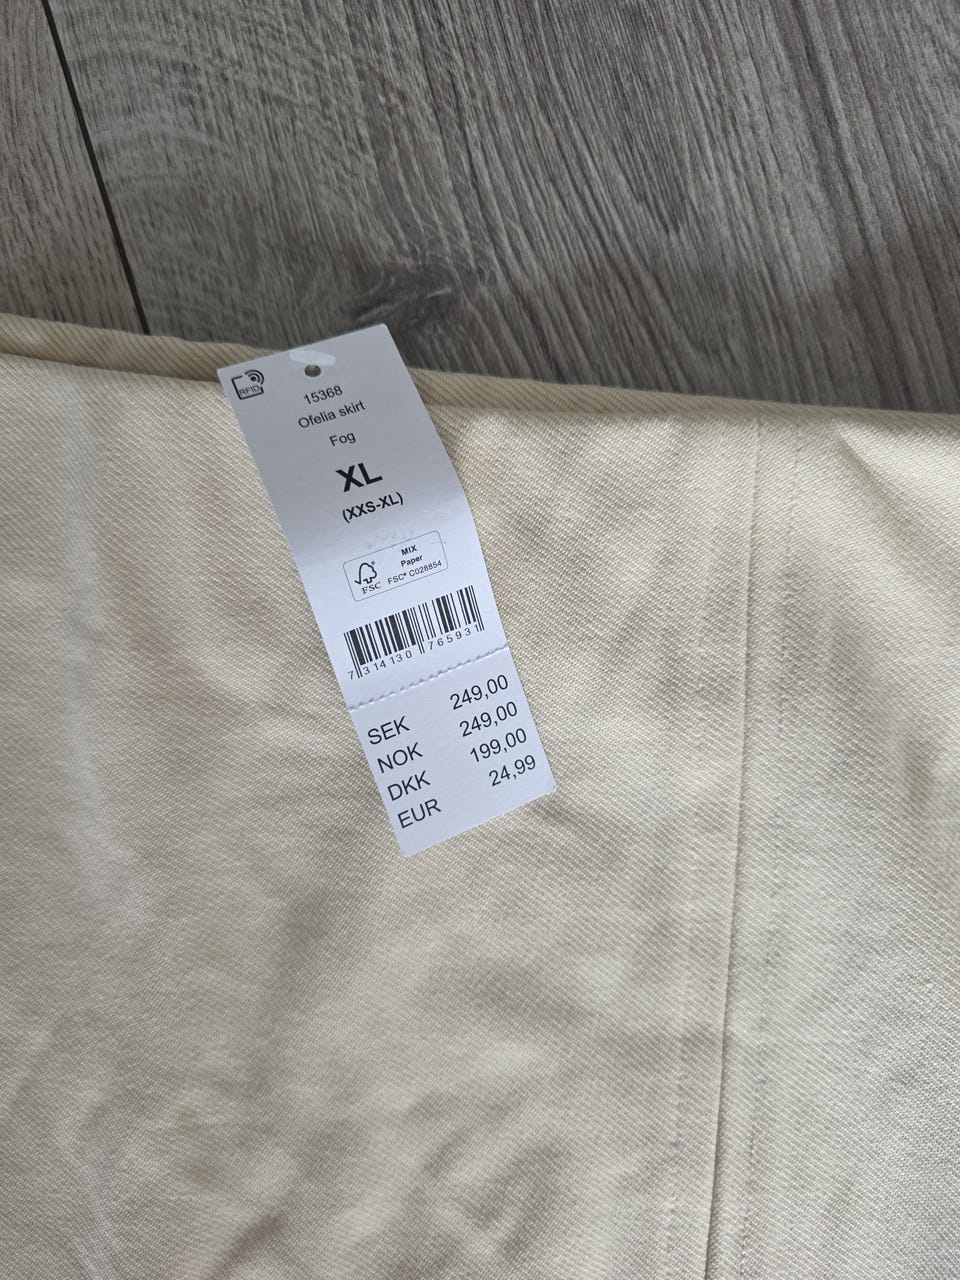 RFID
15368
Ofelia skirt
Fog
XL
(XXS-XL)
FSC
MIX
Paper
FSC® C028854
7 314130 765931
SEK 249,00
NOK 249,00
DKK 199,00
EUR 24,99